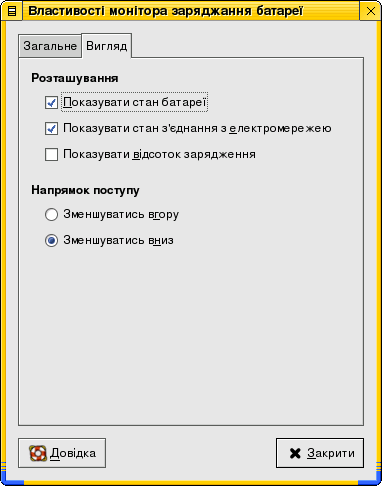 Властивості монітора заряджання батареї
Загальне Вигляд
Розташування
Показувати стан батареї
Показувати стан з'єднання з електромережею
Показувати відсоток зарядження
Напрямок поступу
Зменшуватись вгору
Зменшуватись вниз
Довідка Закрити